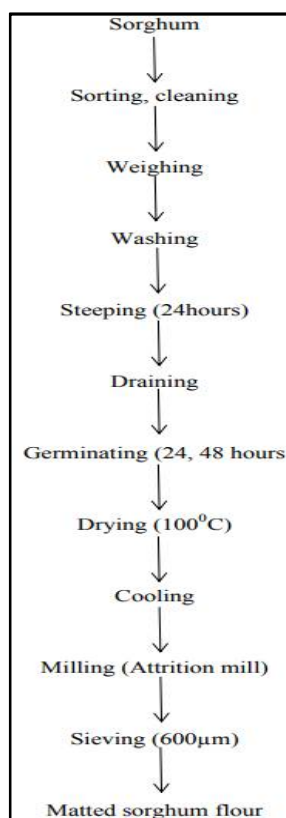 Sorghum
Sorting, cleaning
Weighing
Washing
Steeping (24hours)
Draining
Germinating (24, 48 hours
Drying (100⁰C)
Cooling
Milling (Attrition mill)
Sieving (600µm)
Matted sorghum flour